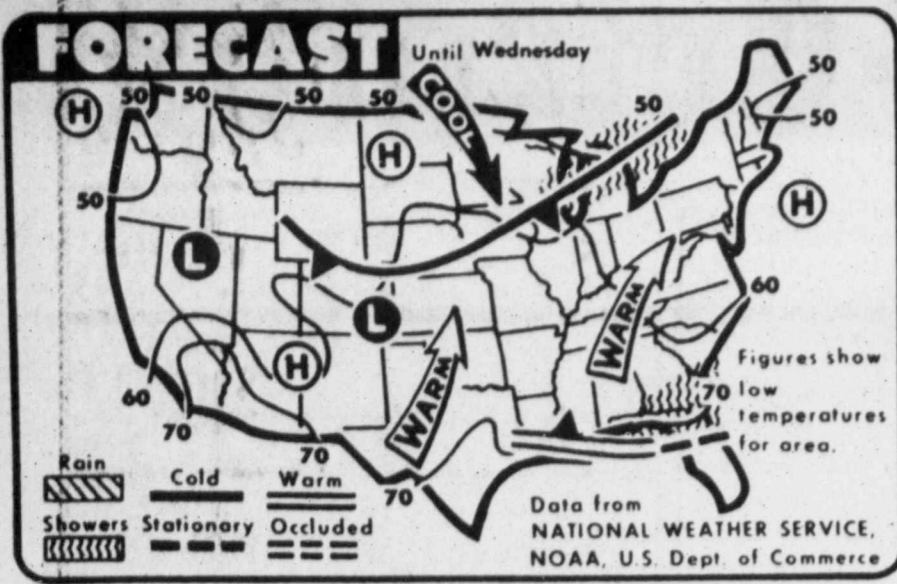 FORECAST
Until Wednesday
COOL
H
50
50
50
50
50
50
50
H
H
50
L
60
L
WARM
WARM
H
60
70
70
70
70
Figures show
low
temperatures
for area.
Rain
Cold
Warm
Showers
Stationary
Occluded
Data from
NATIONAL WEATHER SERVICE,
NOAA, U.S. Dept. of Commerce